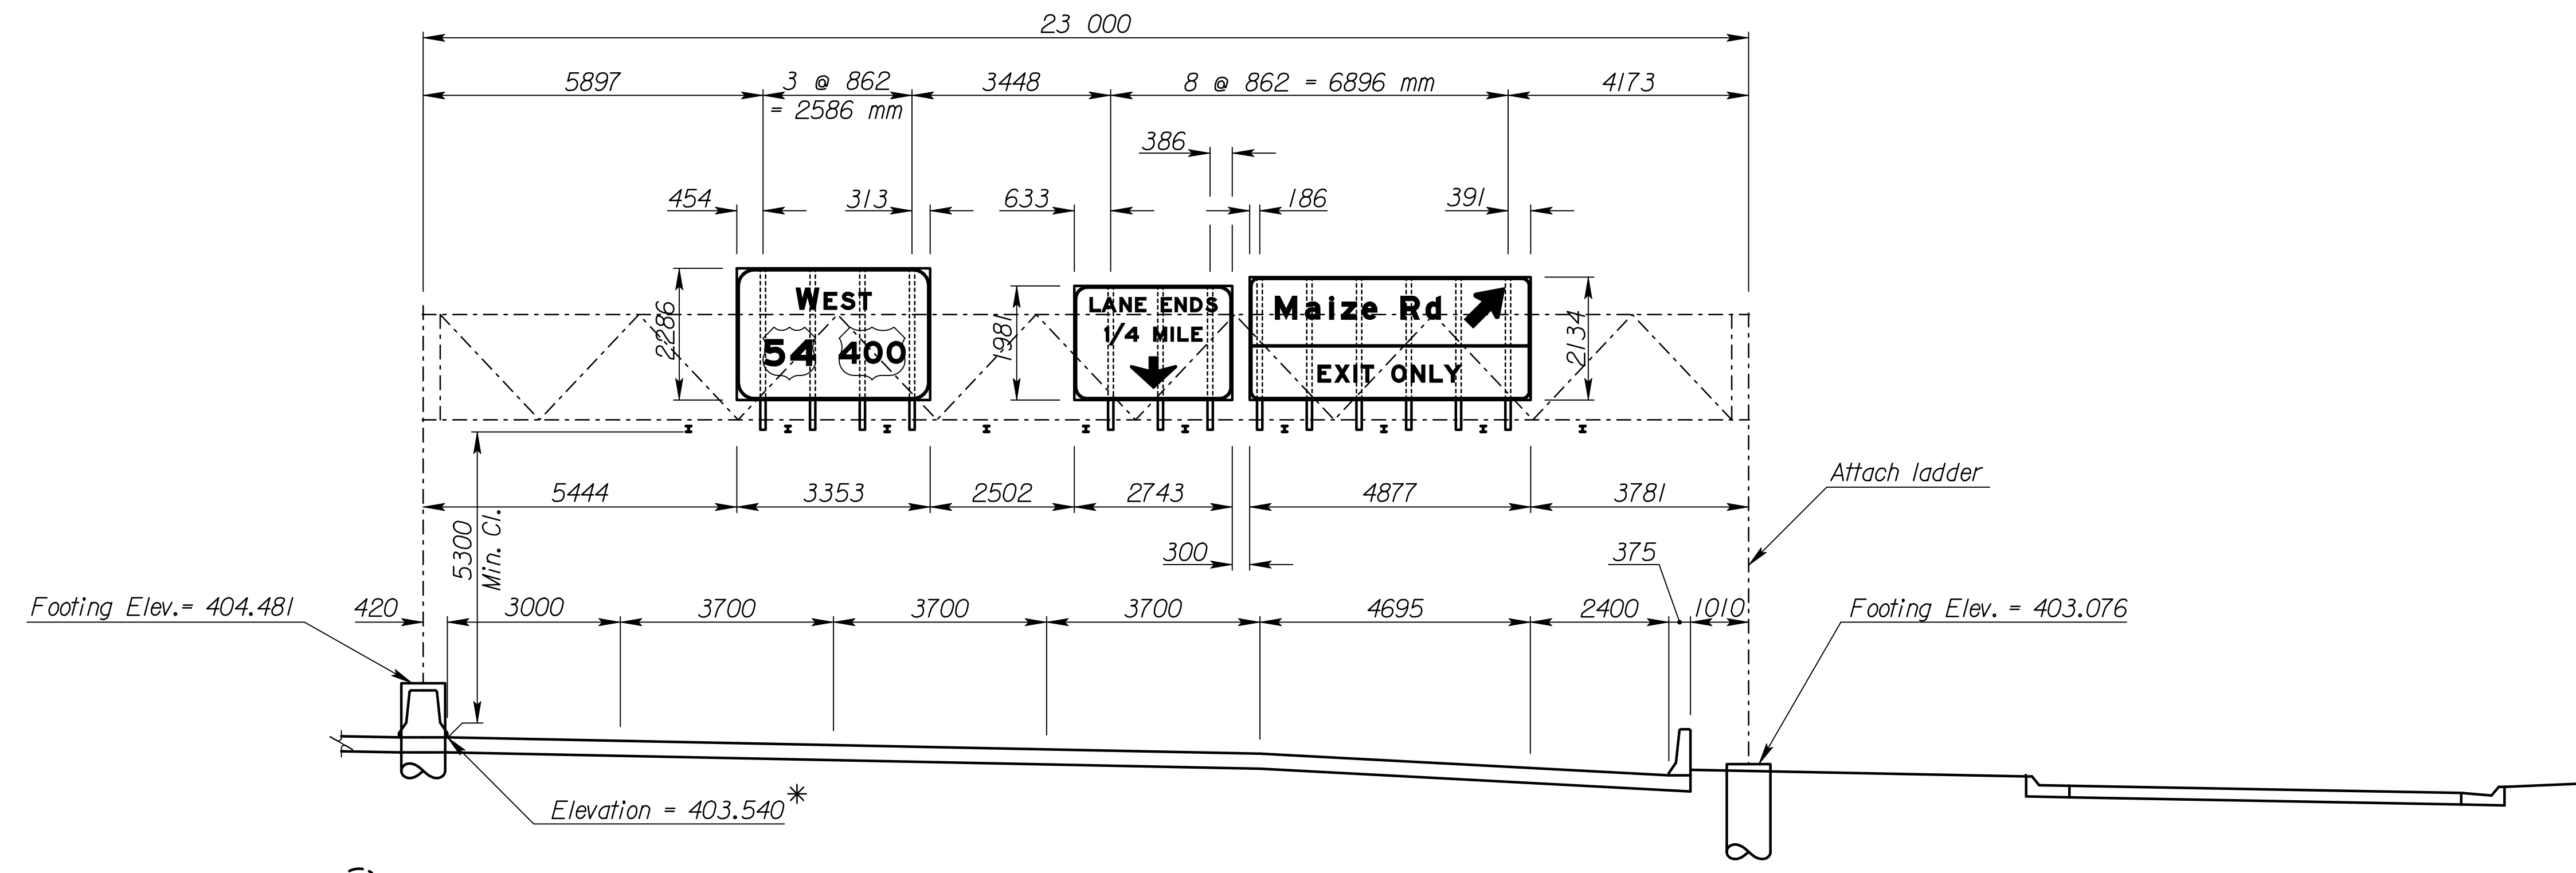 23 000
5897
3 @ 862
= 2586 mm
3448
8 @ 862 = 6896 mm
4173
386
454
313
633
186
391
2286
WEST
54
400
1981
LANE ENDS
1/4 MILE
Maize Rd
EXIT ONLY
2134
5444
3353
2502
2743
4877
3781
Attach ladder
5300
Min. Cl.
300
375
Footing Elev.= 404.481
420
3000
3700
3700
3700
4695
2400
1010
Footing Elev. = 403.076
Elevation = 403.540*